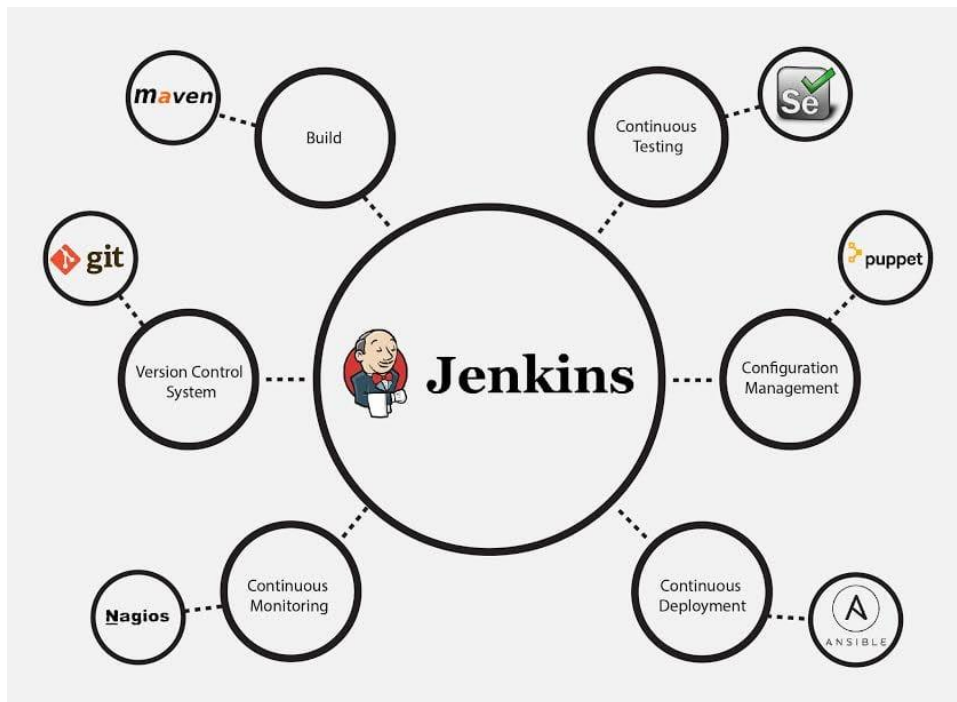 maven
Build
Continuous
Testing
Se
git
Version Control
System
Jenkins
Configuration
Management
puppet
Nagios
Continuous
Monitoring
Continuous
Deployment
A
ANSIBLE